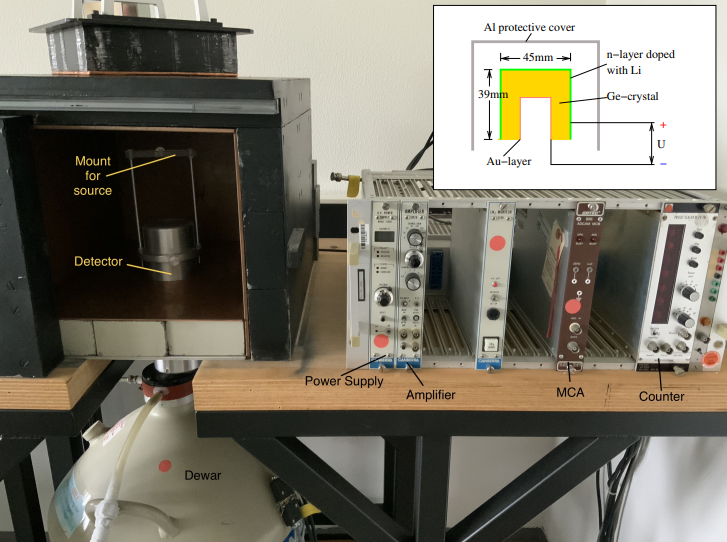 Al protective cover
45mm
n−layer doped
with Li
39mm
Ge−crystal
+
U
Au−layer
−
Mount
for
source
Detector
Power Supply
Amplifier
MCA
Counter
Dewar